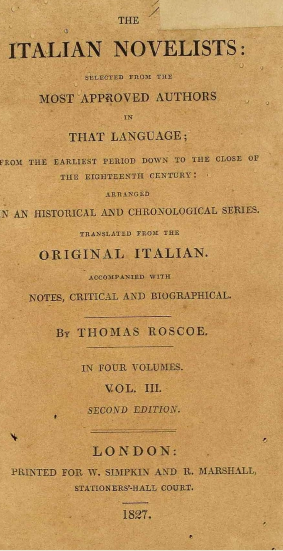 THE
ITALIAN NOVELISTS:
SELECTED FROM THE
MOST APPROVED AUTHORS
IN
THAT LANGUAGE;
FROM THE EARLIEST PERIOD DOWN TO THE CLOSE OF
THE EIGHTEENTH CENTURY:
ARRANGED
IN AN HISTORICAL AND CHRONOLOGICAL SERIES.
TRANSLATED FROM THE
ORIGINAL ITALIAN.
ACCOMPANIED WITH
NOTES, CRITICAL AND BIOGRAPHICAL.
By THOMAS ROSCOE.
IN FOUR VOLUMES.
VOL. III.
SECOND EDITION.
LONDON:
PRINTED FOR W. SIMPKIN AND R. MARSHALL,
STATIONERS'-HALL COURT.
1827.